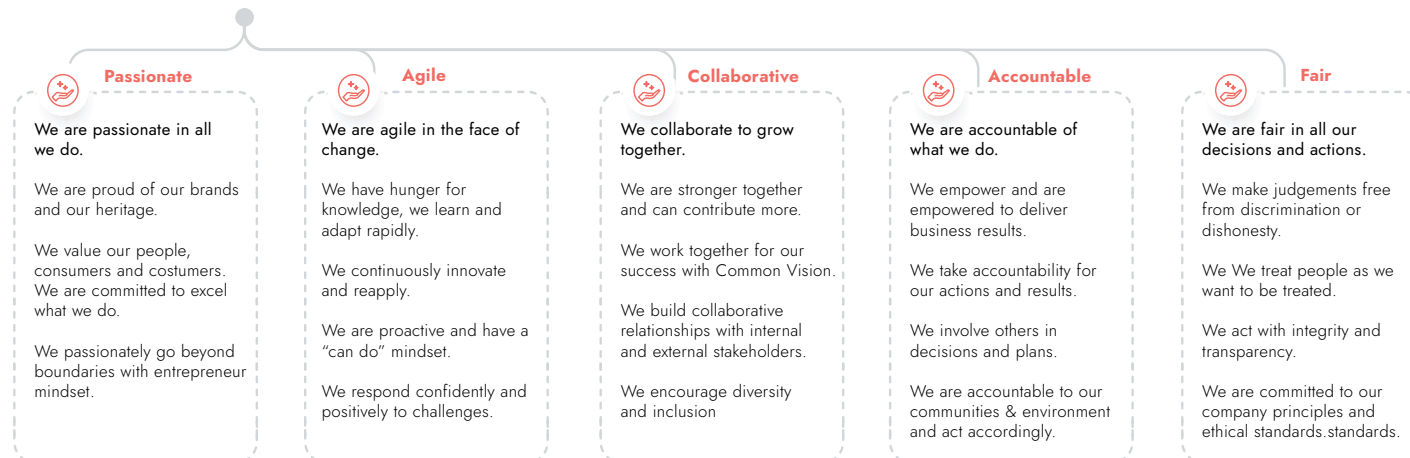 Passionate
We are passionate in all
we do.
We are proud of our brands
and our heritage.
We value our people,
consumers and costumers.
We are committed to excel
what we do.
We passionately go beyond
boundaries with entrepreneur
mindset.
Agile
We are agile in the face of
change.
We have hunger for
knowledge, we learn and
adapt rapidly.
We continuously innovate
and reapply.
We are proactive and have a
“can do” mindset.
We respond confidently and
positively to challenges.
Collaborative
We collaborate to grow
together.
We are stronger together
and can contribute more.
We work together for our
success with Common Vision.
We build collaborative
relationships with internal
and external stakeholders.
We encourage diversity
and inclusion
Accountable
We are accountable of
what we do.
We empower and are
empowered to deliver
business results.
We take accountability for
our actions and results.
We involve others in
decisions and plans.
We are accountable to our
communities & environment
and act accordingly.
Fair
We are fair in all our
decisions and actions.
We make judgements free
from discrimination or
dishonesty.
We We treat people as we
want to be treated.
We act with integrity and
transparency.
We are committed to our
company principles and
ethical standards.standards.